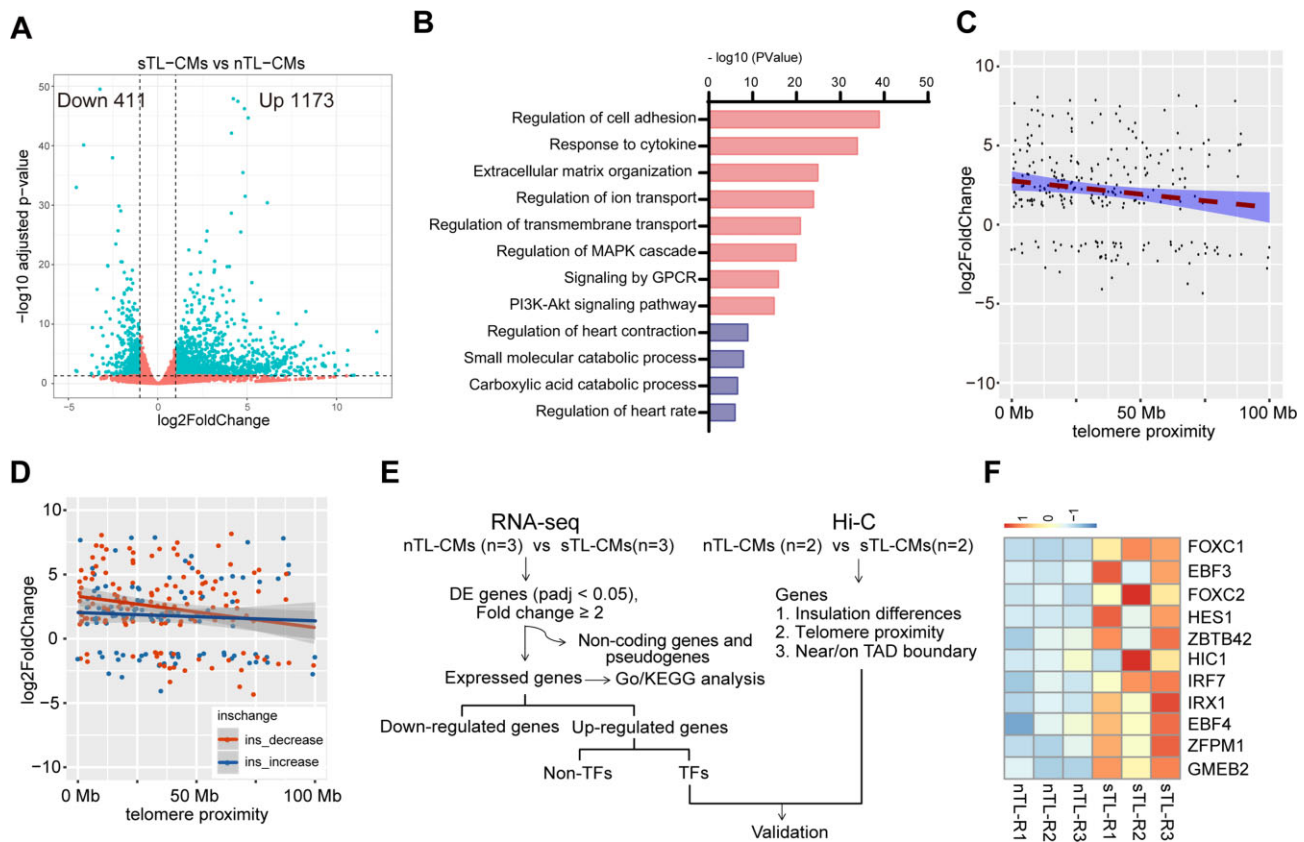 A
sTL-CMs vs nTL-CMs
Down 411
Up 1173
50
40
30
20
10
0
-5
0
5
10
-log10 adjusted p-value
log2FoldChange
B
- log10 (PValue)
0 10 20 30 40 50
Regulation of cell adhesion
Response to cytokine
Extracellular matrix organization
Regulation of ion transport
Regulation of transmembrane transport
Regulation of MAPK cascade
Signaling by GPCR
PI3K-Akt signaling pathway
Regulation of heart contraction
Small molecular catabolic process
Carboxylic acid catabolic process
Regulation of heart rate
C
10
5
0
-5
-10
log2FoldChange
0 Mb
50 Mb
100 Mb
telomere proximity
D
10
5
0
-5
-10
log2FoldChange
inschange
ins_decrease
ins_increase
0 Mb
50 Mb
100 Mb
telomere proximity
E
RNA-seq
nTL-CMs (n=3) vs sTL-CMs(n=3)
DE genes (padj < 0.05),
Fold change ≥ 2
Non-coding genes and
pseudogenes
Expressed genes
Go/KEGG analysis
Down-regulated genes
Up-regulated genes
Non-TFs
TFs
Hi-C
nTL-CMs (n=2) vs sTL-CMs(n=2)
Genes
1. Insulation differences
2. Telomere proximity
3. Near/on TAD boundary
Validation
F
1
0
-1
FOXC1
EBF3
FOXC2
HES1
ZBTB42
HIC1
IRF7
IRX1
EBF4
ZFPM1
GMEB2
nTL-R1
nTL-R2
nTL-R3
sTL-R1
sTL-R2
sTL-R3